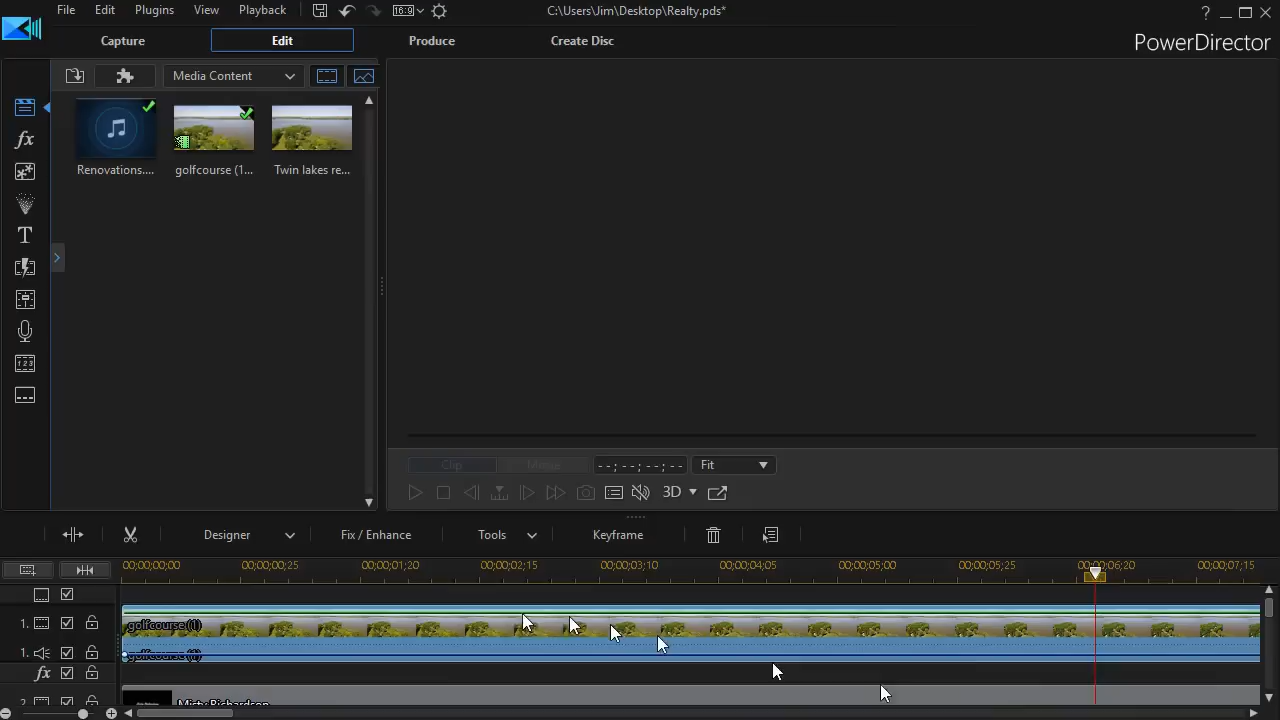 File Edit Plugins View Playback 16:9 C:\Users\Jim\Desktop\Realty.pds* ?
Capture Edit Produce Create Disc PowerDirector
Media Content
Renovations.... golfcourse (1... Twin lakes re...
fx
T
Clip Movie --;--;--;-- Fit
3D
Designer Fix / Enhance Tools Keyframe
00;00;00;00 00;00;00;25 00;00;01;20 00;00;02;15 00;00;03;10 00;00;04;05 00;00;05;00 00;00;05;25 00;00;06;20 00;00;07;15
1. golfcourse (1)
1. golfcourse (1)
fx
2. Misty Richardson